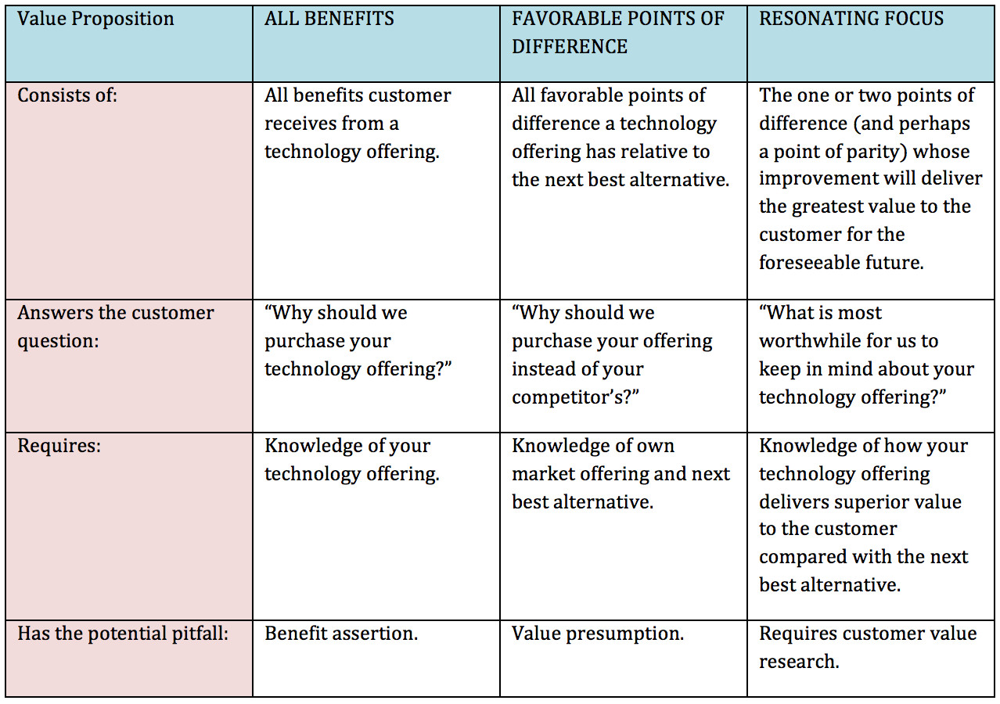 Value Proposition
ALL BENEFITS
FAVORABLE POINTS OF
DIFFERENCE
RESONATING FOCUS
Consists of:
All benefits customer
receives from a
technology offering.
All favorable points of
difference a technology
offering has relative to
the next best alternative.
The one or two points of
difference (and perhaps
a point of parity) whose
improvement will deliver
the greatest value to the
customer for the
foreseeable future.
Answers the customer
question:
“Why should we
purchase your
technology offering?”
“Why should we
purchase your offering
instead of your
competitor’s?”
“What is most
worthwhile for us to
keep in mind about your
technology offering?”
Requires:
Knowledge of your
technology offering.
Knowledge of own
market offering and next
best alternative.
Knowledge of how your
technology offering
delivers superior value
to the customer
compared with the next
best alternative.
Has the potential pitfall:
Benefit assertion.
Value presumption.
Requires customer value
research.